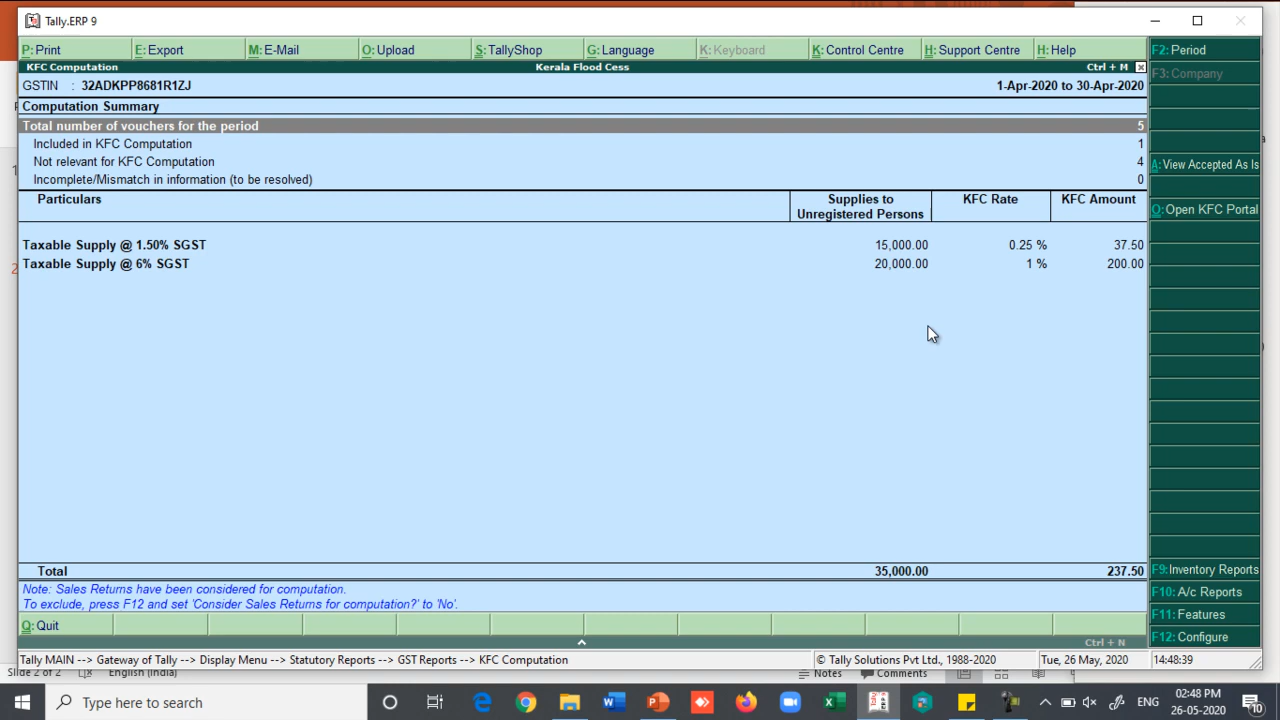 Tally.ERP 9
P: Print E: Export M: E-Mail O: Upload S: TallyShop G: Language K: Keyboard K: Control Centre H: Support Centre H: Help
F2: Period
KFC Computation Kerala Flood Cess Ctrl + M
F3: Company
GSTIN : 32ADKPP8681R1ZJ 1-Apr-2020 to 30-Apr-2020
Computation Summary
Total number of vouchers for the period 5
Included in KFC Computation 1
Not relevant for KFC Computation 4
A: View Accepted As Is
Incomplete/Mismatch in information (to be resolved) 0
Particulars Supplies to Unregistered Persons KFC Rate KFC Amount
O: Open KFC Portal
Taxable Supply @ 1.50% SGST 15,000.00 0.25 % 37.50
Taxable Supply @ 6% SGST 20,000.00 1 % 200.00
Total 35,000.00 237.50
F9: Inventory Reports
Note: Sales Returns have been considered for computation.
F10: A/c Reports
To exclude, press F12 and set 'Consider Sales Returns for computation?' to 'No'.
F11: Features
Q: Quit
F12: Configure
Ctrl + N
Tally MAIN --> Gateway of Tally --> Display Menu --> Statutory Reports --> GST Reports --> KFC Computation © Tally Solutions Pvt Ltd., 1988-2020 Tue, 26 May, 2020 14:48:39
Slide 2 of 2 English (India) Notes Comments
Type here to search ENG 02:48 PM
26-05-2020 10